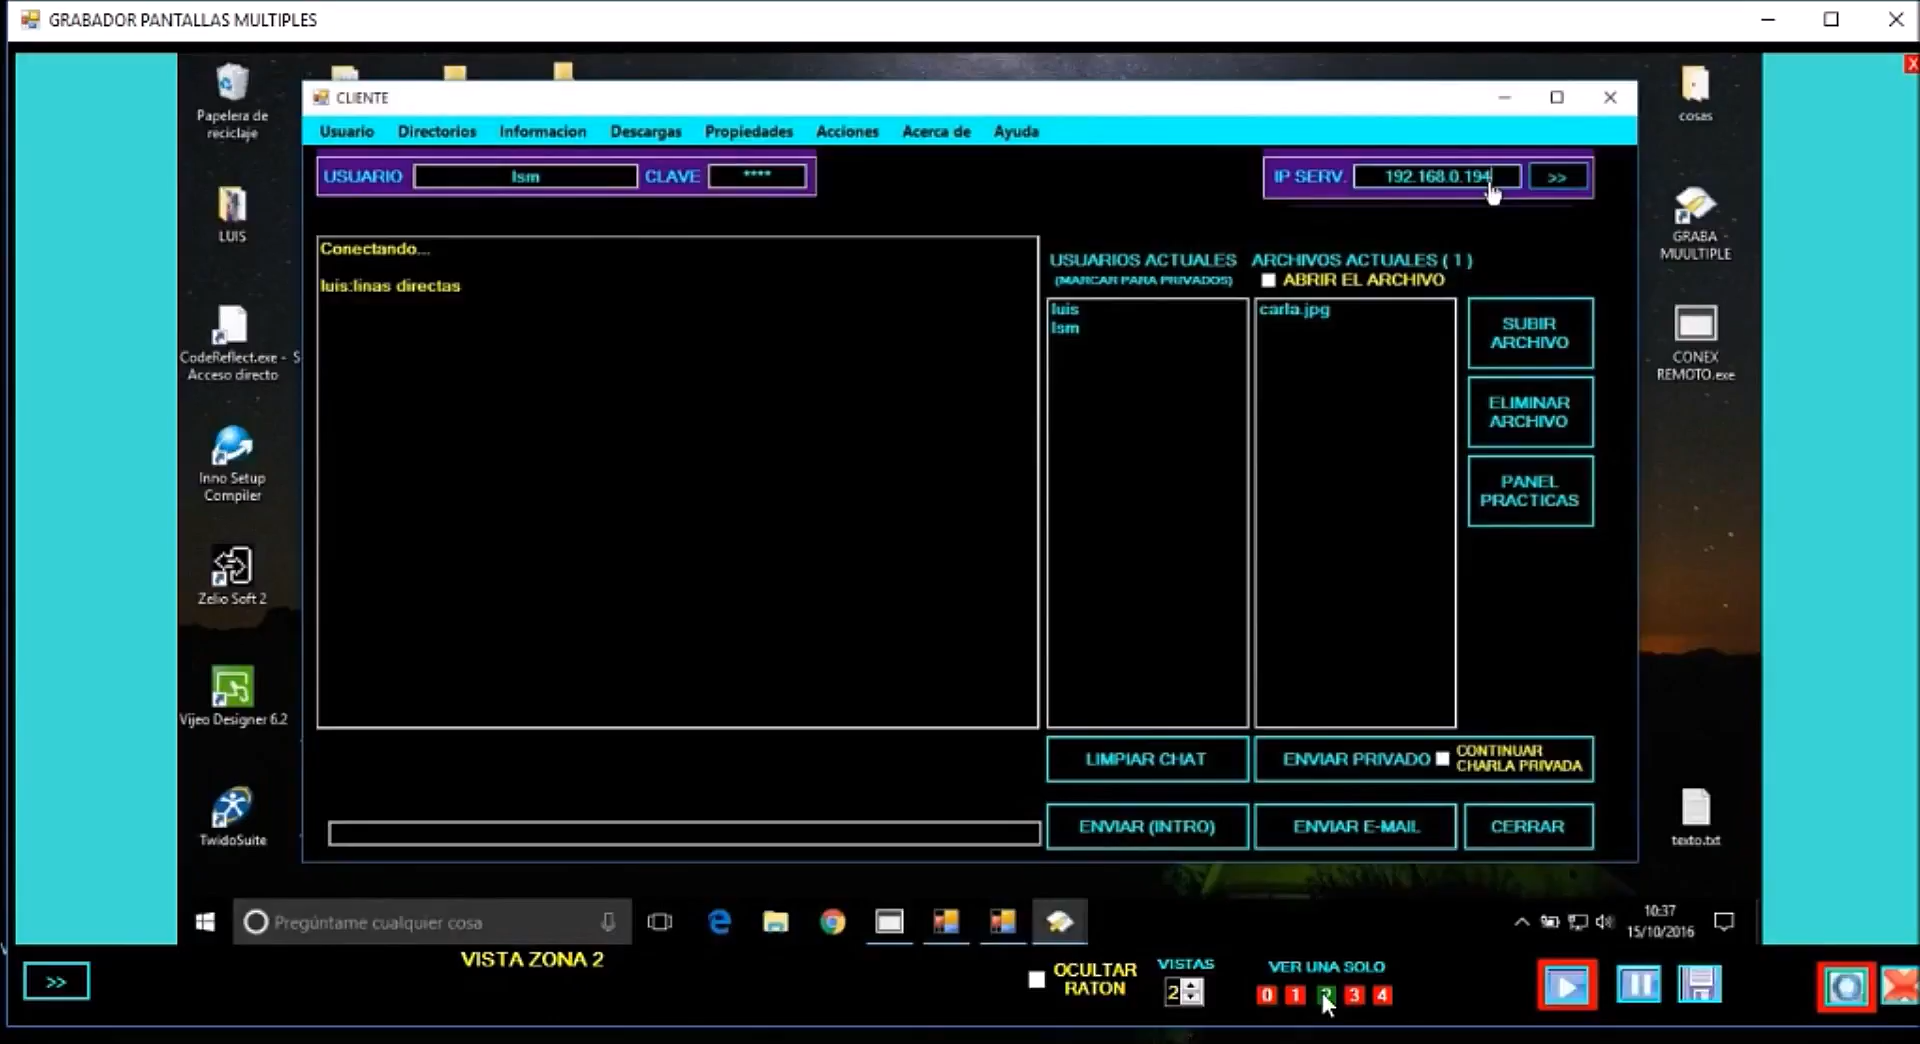 GRABADOR PANTALLAS MULTIPLES
X
Papelera de
reciclaje
LUIS
CodeReflect.exe - S
Acceso directo
Inno Setup
Compiler
Zelio Soft 2
Vijeo Designer 6.2
TwidoSuite
CLIENTE
Usuario Directorios Informacion Descargas Propiedades Acciones Acerca de Ayuda
USUARIO lsm CLAVE ****
IP SERV. 192.168.0.194 >>
Conectando...
luis:linas directas
USUARIOS ACTUALES
(MARCAR PARA PRIVADOS)
luis
lsm
ARCHIVOS ACTUALES ( 1 )
ABRIR EL ARCHIVO
carla.jpg
SUBIR
ARCHIVO
ELIMINAR
ARCHIVO
PANEL
PRACTICAS
LIMPIAR CHAT
ENVIAR PRIVADO
CONTINUAR
CHARLA PRIVADA
ENVIAR (INTRO)
ENVIAR E-MAIL
CERRAR
cosas
GRABA -
MUULTIPLE
CONEX
REMOTO.exe
texto.txt
Pregúntame cualquier cosa
10:37
15/10/2016
>>
VISTA ZONA 2
OCULTAR
RATON
VISTAS
2
VER UNA SOLO
0 1 2 3 4